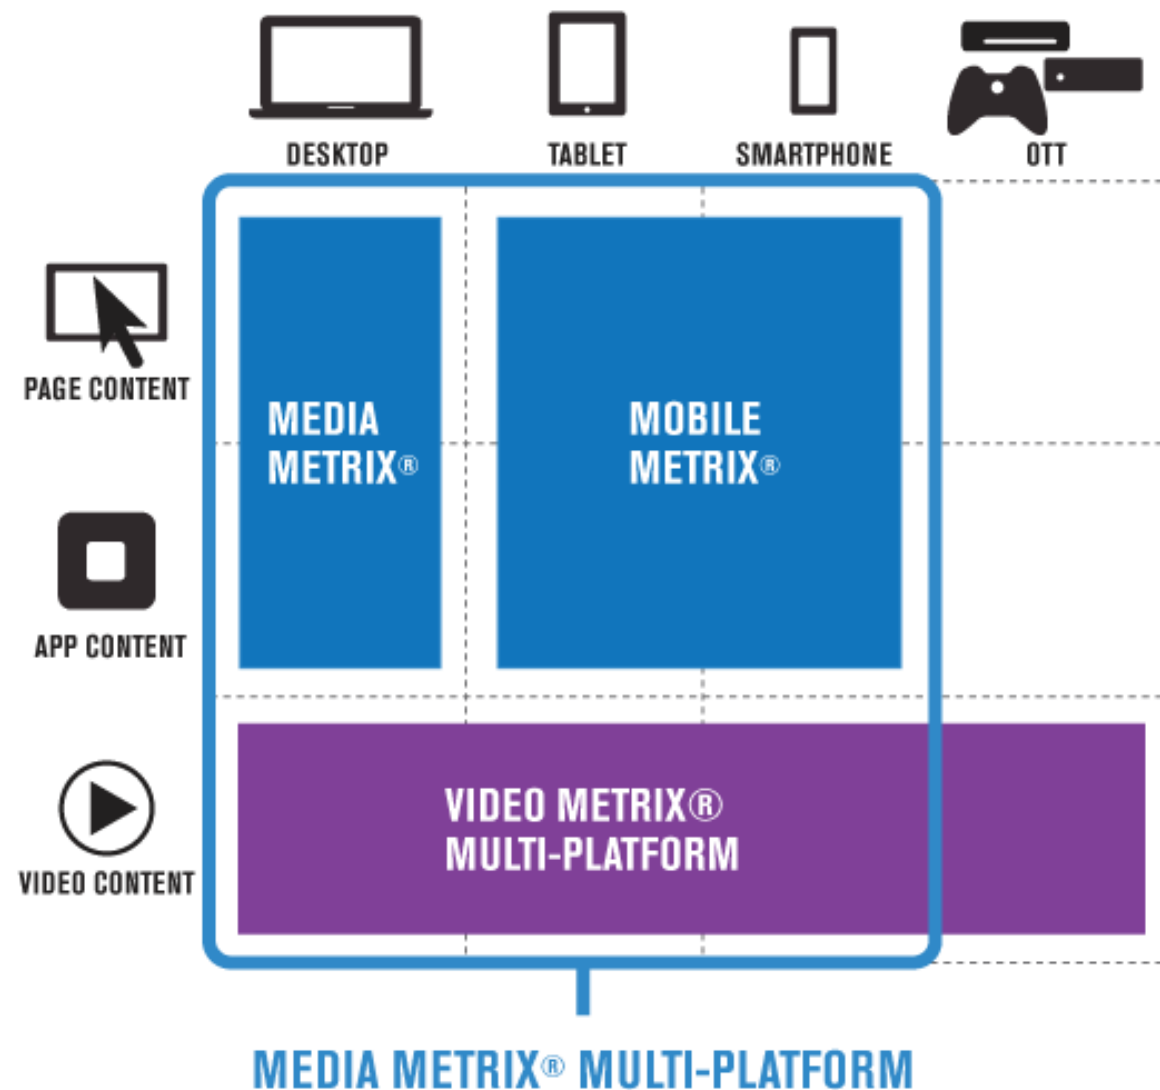 DESKTOP
TABLET
SMARTPHONE
OTT
PAGE CONTENT
MEDIA
METRIX®
MOBILE
METRIX®
APP CONTENT
VIDEO METRIX®
MULTI-PLATFORM
VIDEO CONTENT
MEDIA METRIX® MULTI-PLATFORM